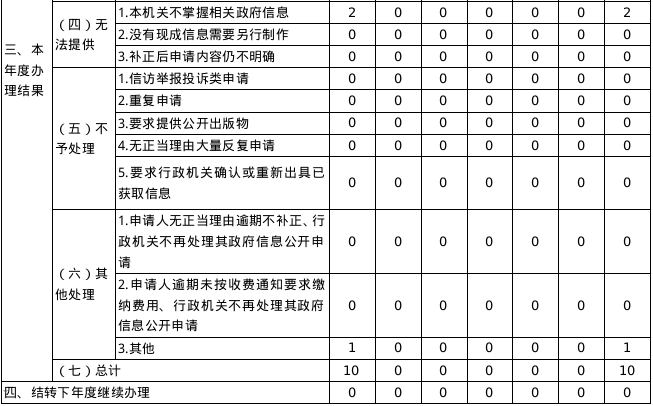 三、本
年度办
理结果
（四）无
法提供
1.本机关不掌握相关政府信息 2 0 0 0 0 0 2
2.没有现成信息需要另行制作 0 0 0 0 0 0 0
3.补正后申请内容仍不明确 0 0 0 0 0 0 0
（五）不
予处理
1.信访举报投诉类申请 0 0 0 0 0 0 0
2.重复申请 0 0 0 0 0 0 0
3.要求提供公开出版物 0 0 0 0 0 0 0
4.无正当理由大量反复申请 0 0 0 0 0 0 0
5.要求行政机关确认或重新出具已
获取信息 0 0 0 0 0 0 0
（六）其
他处理
1.申请人无正当理由逾期不补正、行
政机关不再处理其政府信息公开申
请 0 0 0 0 0 0 0
2.申请人逾期未按收费通知要求缴
纳费用、行政机关不再处理其政府
信息公开申请 0 0 0 0 0 0 0
3.其他 1 0 0 0 0 0 1
（七）总计 10 0 0 0 0 0 10
四、结转下年度继续办理 0 0 0 0 0 0 0